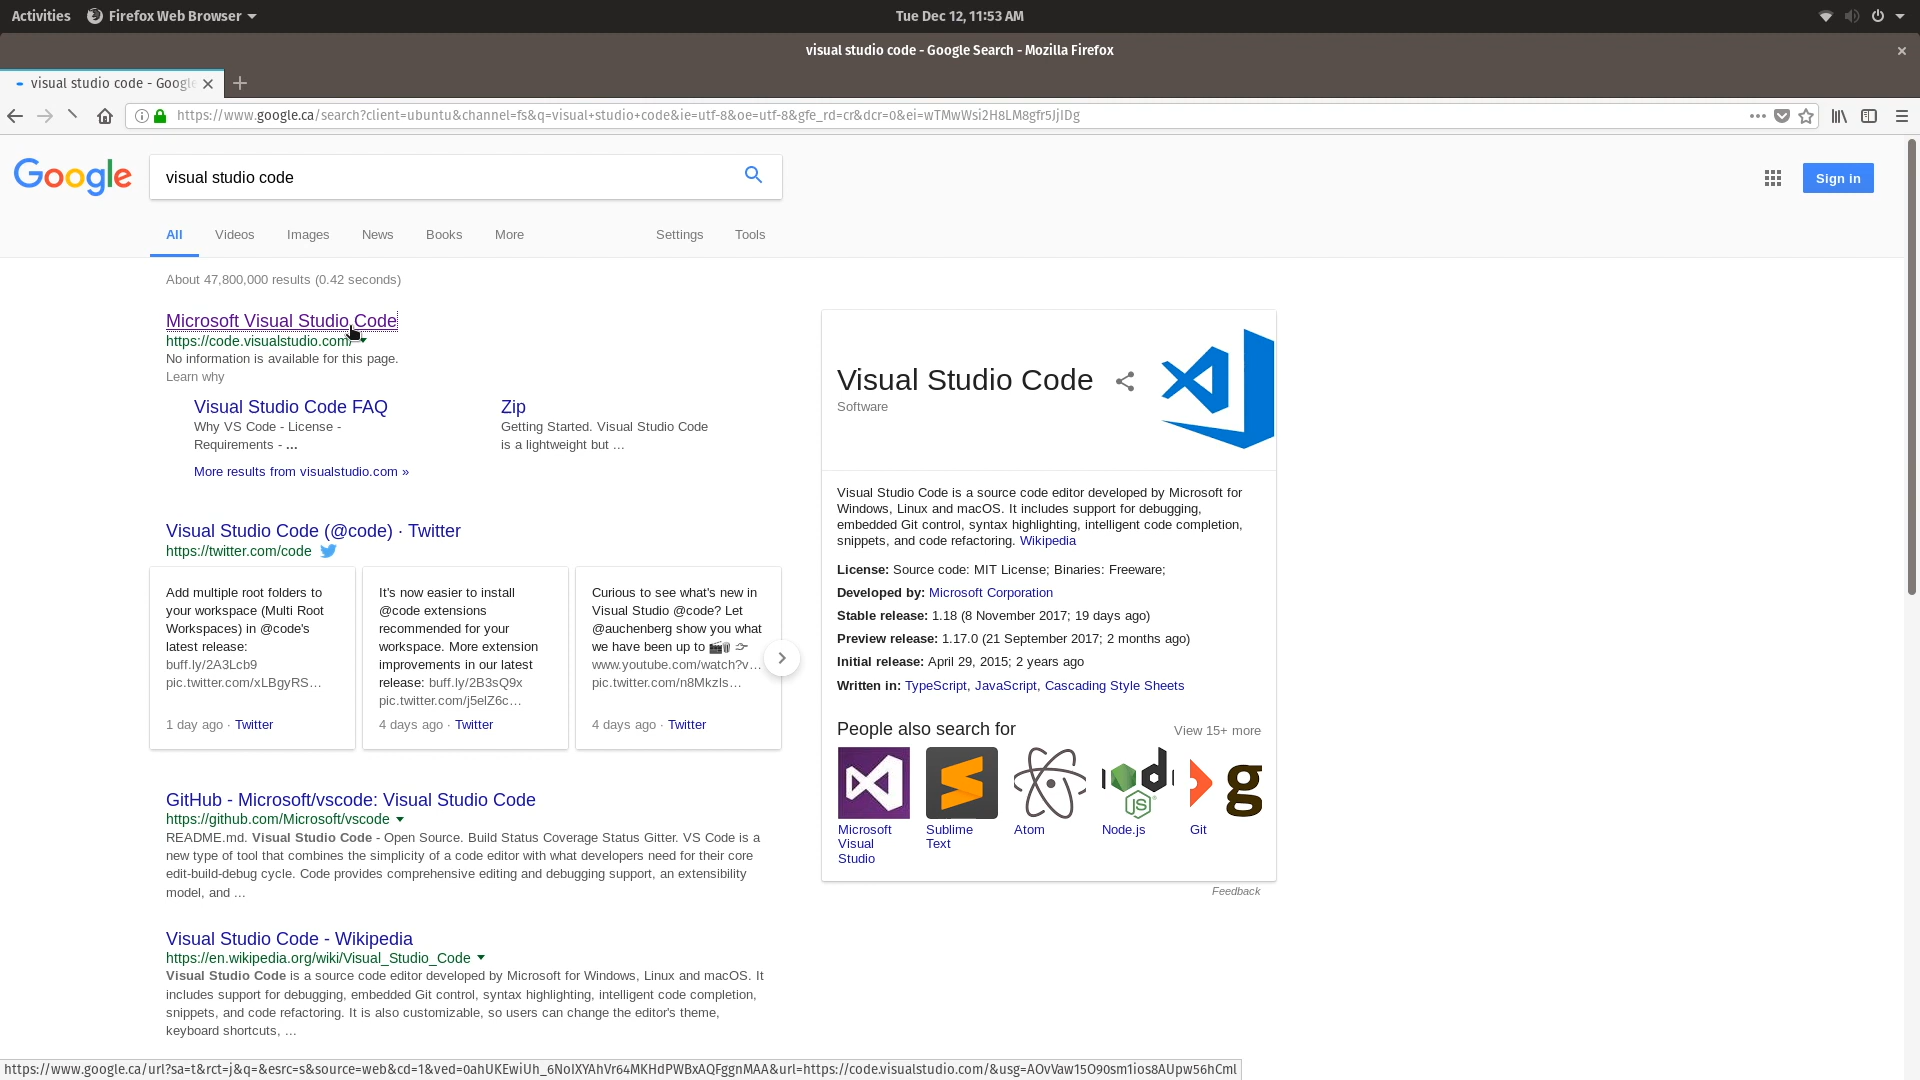 Activities
Firefox Web Browser
Tue Dec 12, 11:53 AM
visual studio code - Google Search - Mozilla Firefox
visual studio code - Google
https://www.google.ca/search?client=ubuntu&channel=fs&q=visual+studio+code&ie=utf-8&oe=utf-8&gfe_rd=cr&dcr=0&ei=wTMwWsi2H8LM8gfr5JjIDg
Google
visual studio code
Sign in
All Videos Images News Books More Settings Tools
About 47,800,000 results (0.42 seconds)
Microsoft Visual Studio Code
https://code.visualstudio.com/
No information is available for this page.
Learn why
Visual Studio Code FAQ
Why VS Code - License -
Requirements - ...
Zip
Getting Started. Visual Studio Code
is a lightweight but ...
More results from visualstudio.com »
Visual Studio Code (@code) · Twitter
https://twitter.com/code
Add multiple root folders to
your workspace (Multi Root
Workspaces) in @code's
latest release:
buff.ly/2A3Lcb9
pic.twitter.com/xLBgyRS…
1 day ago · Twitter
It's now easier to install
@code extensions
recommended for your
workspace. More extension
improvements in our latest
release: buff.ly/2B3sQ9x
pic.twitter.com/j5elZ6c…
4 days ago · Twitter
Curious to see what's new in
Visual Studio @code? Let
@auchenberg show you what
we have been up to
www.youtube.com/watch?v…
pic.twitter.com/n8Mkzls…
4 days ago · Twitter
GitHub - Microsoft/vscode: Visual Studio Code
https://github.com/Microsoft/vscode
README.md. Visual Studio Code - Open Source. Build Status Coverage Status Gitter. VS Code is a
new type of tool that combines the simplicity of a code editor with what developers need for their core
edit-build-debug cycle. Code provides comprehensive editing and debugging support, an extensibility
model, and ...
Visual Studio Code - Wikipedia
https://en.wikipedia.org/wiki/Visual_Studio_Code
Visual Studio Code is a source code editor developed by Microsoft for Windows, Linux and macOS. It
includes support for debugging, embedded Git control, syntax highlighting, intelligent code completion,
snippets, and code refactoring. It is also customizable, so users can change the editor's theme,
keyboard shortcuts, ...
Visual Studio Code
Software
Visual Studio Code is a source code editor developed by Microsoft for
Windows, Linux and macOS. It includes support for debugging,
embedded Git control, syntax highlighting, intelligent code completion,
snippets, and code refactoring. Wikipedia
License: Source code: MIT License; Binaries: Freeware;
Developed by: Microsoft Corporation
Stable release: 1.18 (8 November 2017; 19 days ago)
Preview release: 1.17.0 (21 September 2017; 2 months ago)
Initial release: April 29, 2015; 2 years ago
Written in: TypeScript, JavaScript, Cascading Style Sheets
People also search for
View 15+ more
Microsoft
Visual
Studio
Sublime
Text
Atom
Node.js
Git
Feedback
https://www.google.ca/url?sa=t&rct=j&q=&esrc=s&source=web&cd=1&ved=0ahUKEwiUh_6NoIXYAhVr64MKHdPWBxAQFggnMAA&url=https://code.visualstudio.com/&usg=AOvVaw15O90sm1ios8AUpw56hCml